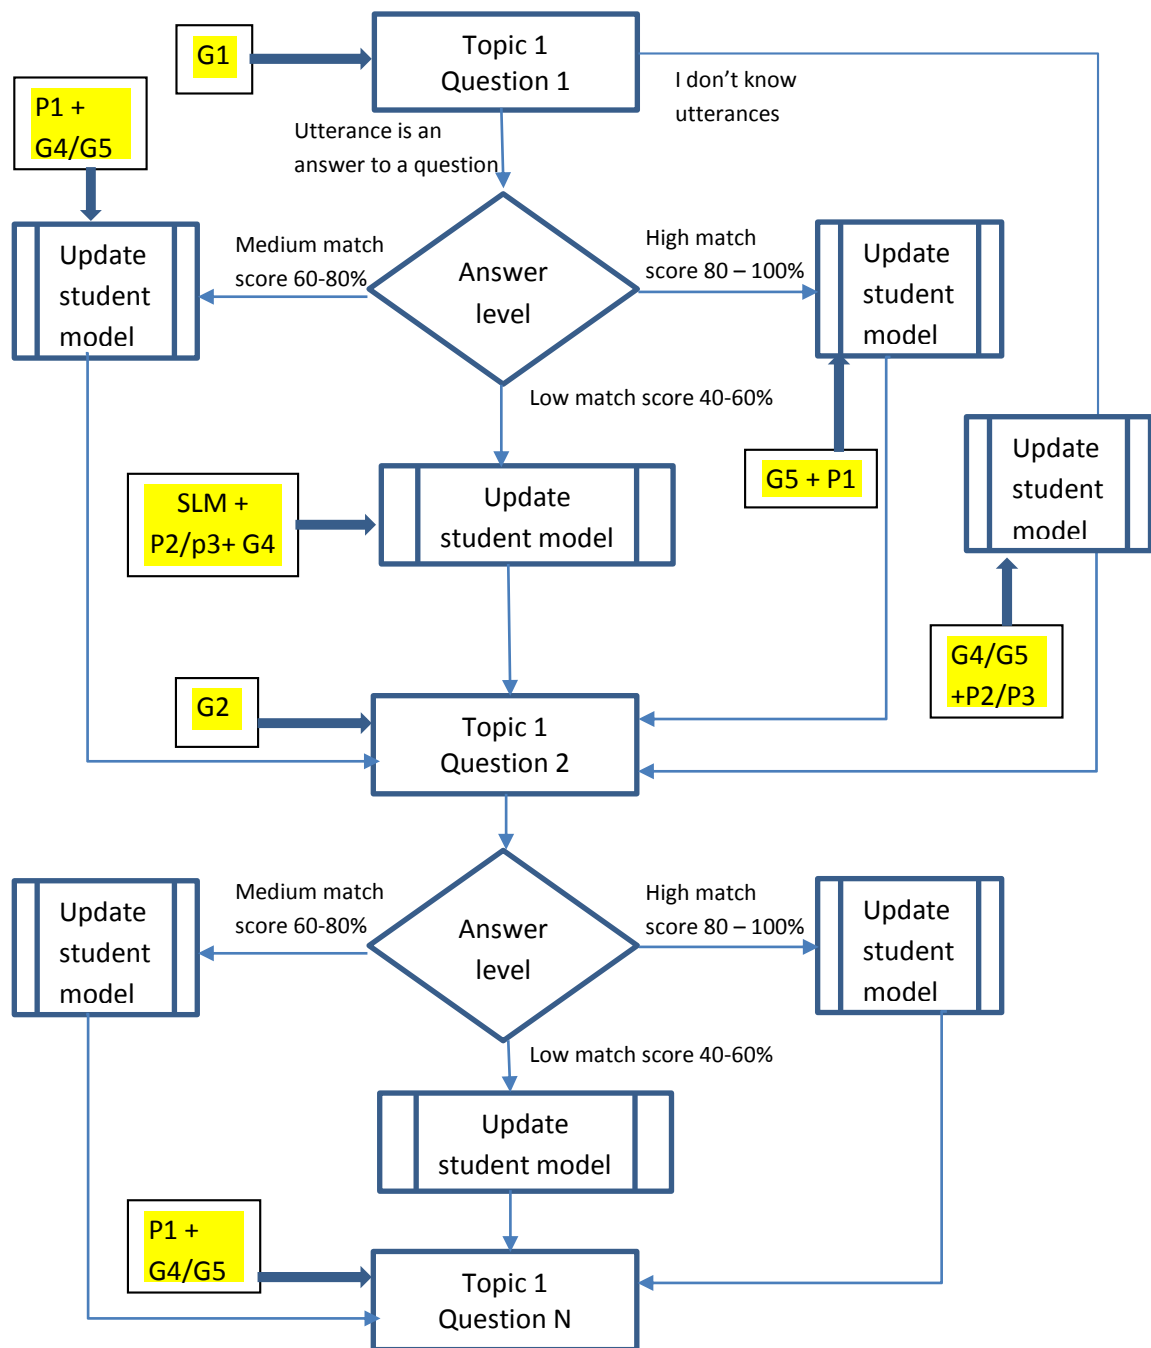 G1
Topic 1
Question 1
I don't know
utterances
P1 +
G4/G5
Utterance is an
answer to a question
Update
student
model
Medium match
score 60-80%
Answer
level
High match
score 80 – 100%
Update
student
model
Low match score 40-60%
G5 + P1
Update
student
model
SLM +
P2/p3+ G4
Update
student model
G4/G5
+P2/P3
G2
Topic 1
Question 2
Update
student
model
Medium match
score 60-80%
Answer
level
High match
score 80 – 100%
Update
student
model
Low match score 40-60%
Update
student model
P1 +
G4/G5
Topic 1
Question N